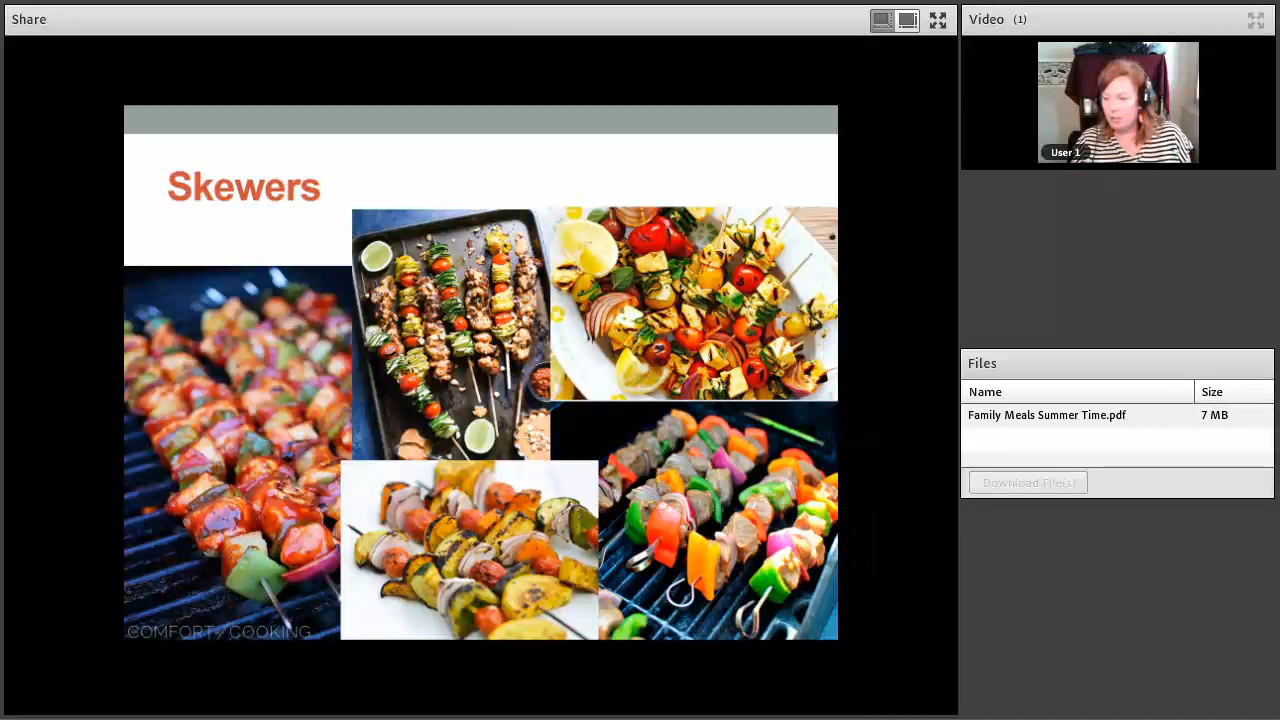 Share
Video (1)
User 1
Skewers
COMFORT/COOKING
Files
Name Size
Family Meals Summer Time.pdf 7 MB
Download File(s)